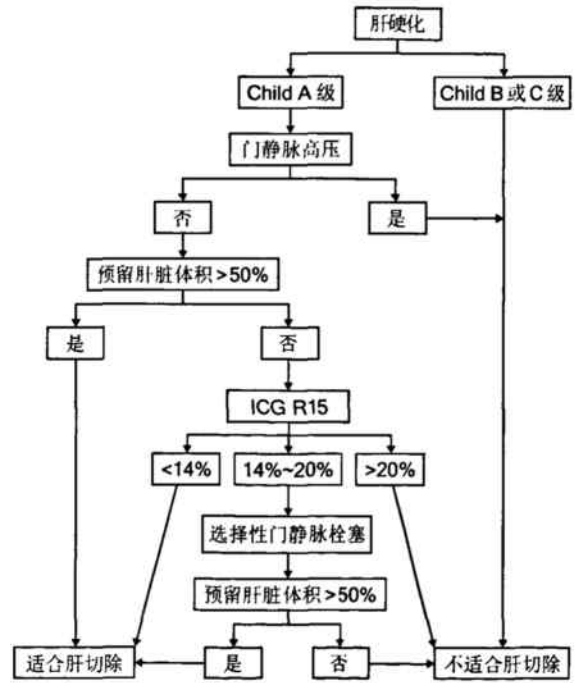 肝硬化
Child A 级
Child B 或 C 级
门静脉高压
否
是
预留肝脏体积>50%
是
否
ICG R15
<14%
14%~20%
>20%
选择性门静脉栓塞
预留肝脏体积>50%
适合肝切除
是
否
不适合肝切除